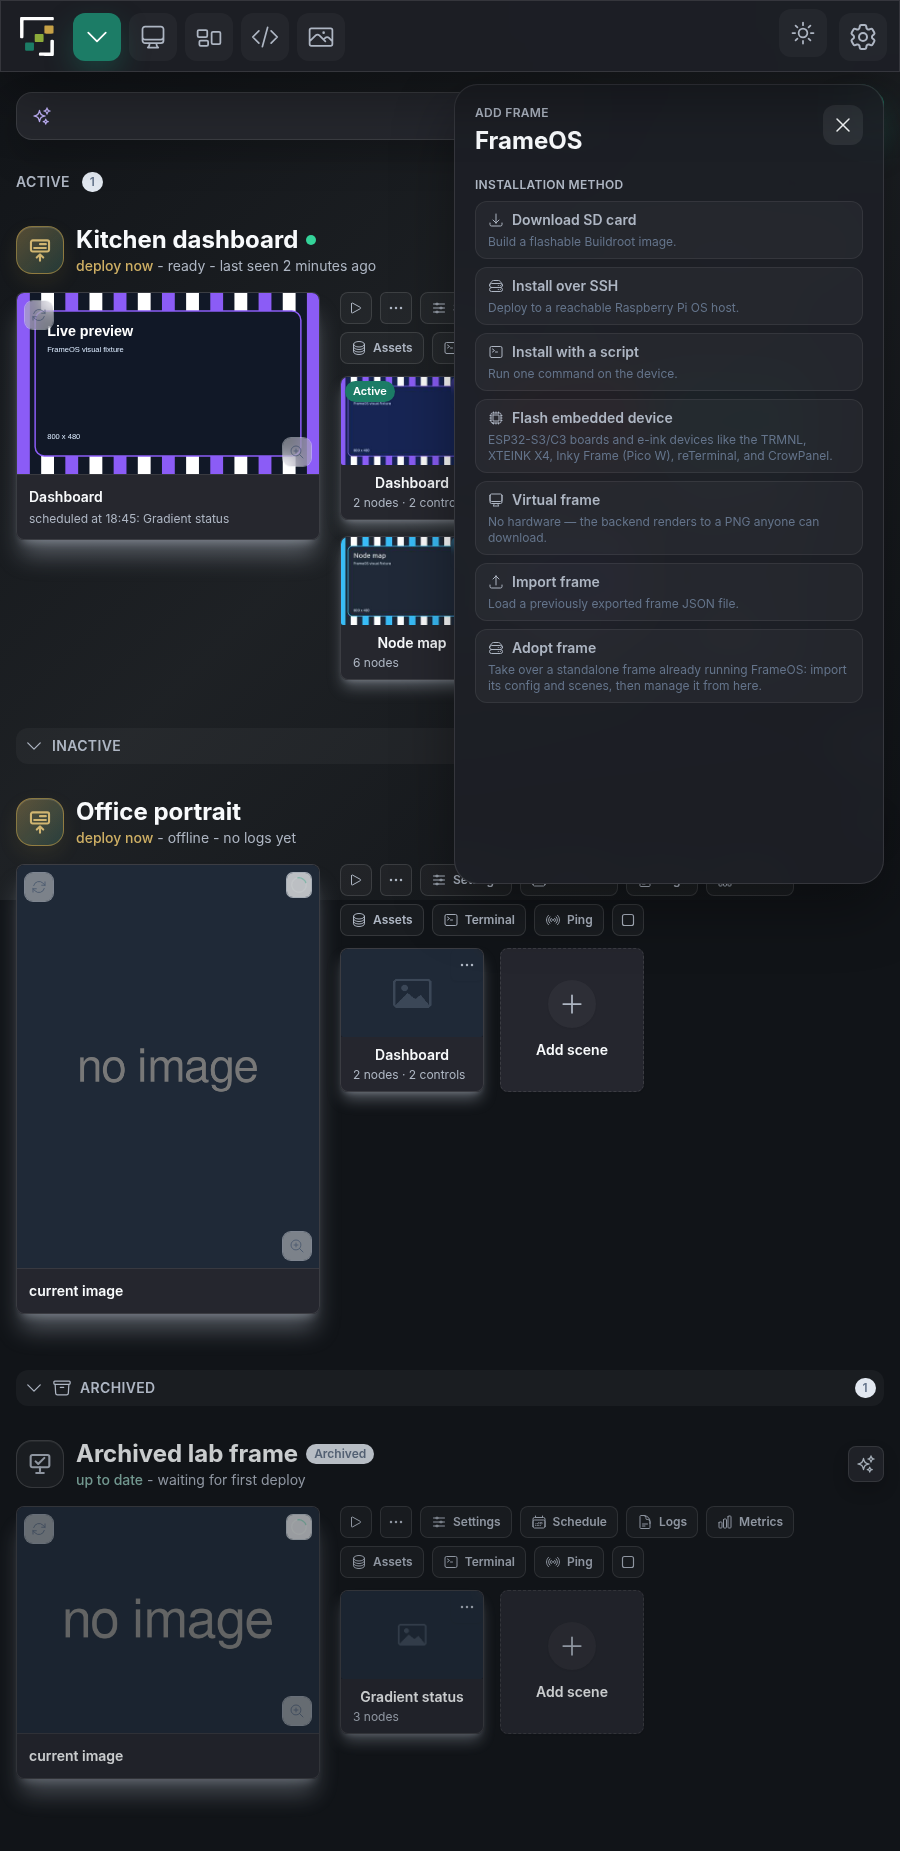 ADD FRAME
FrameOS
INSTALLATION METHOD
Download SD card
Build a flashable Buildroot image.
Install over SSH
Deploy to a reachable Raspberry Pi OS host.
Install with a script
Run one command on the device.
Flash embedded device
ESP32-S3/C3 boards and e-ink devices like the TRMNL,
XTEINK X4, Inky Frame (Pico W), reTerminal, and CrowPanel.
Virtual frame
No hardware — the backend renders to a PNG anyone can
download.
Import frame
Load a previously exported frame JSON file.
Adopt frame
Take over a standalone frame already running FrameOS: import
its config and scenes, then manage it from here.
ACTIVE 1
Kitchen dashboard
deploy now - ready - last seen 2 minutes ago
Live preview
FrameOS visual fixture
800 x 480
Dashboard
scheduled at 18:45: Gradient status
Assets
Active
Dashboard
2 nodes · 2 contro
Node map
FrameOS visual fixture
800 x 480
Node map
6 nodes
INACTIVE
Office portrait
deploy now - offline - no logs yet
no image
current image
Assets Terminal Ping
Dashboard
2 nodes · 2 controls
Add scene
ARCHIVED 1
Archived lab frame Archived
up to date - waiting for first deploy
no image
current image
Settings Schedule Logs Metrics
Assets Terminal Ping
Gradient status
3 nodes
Add scene